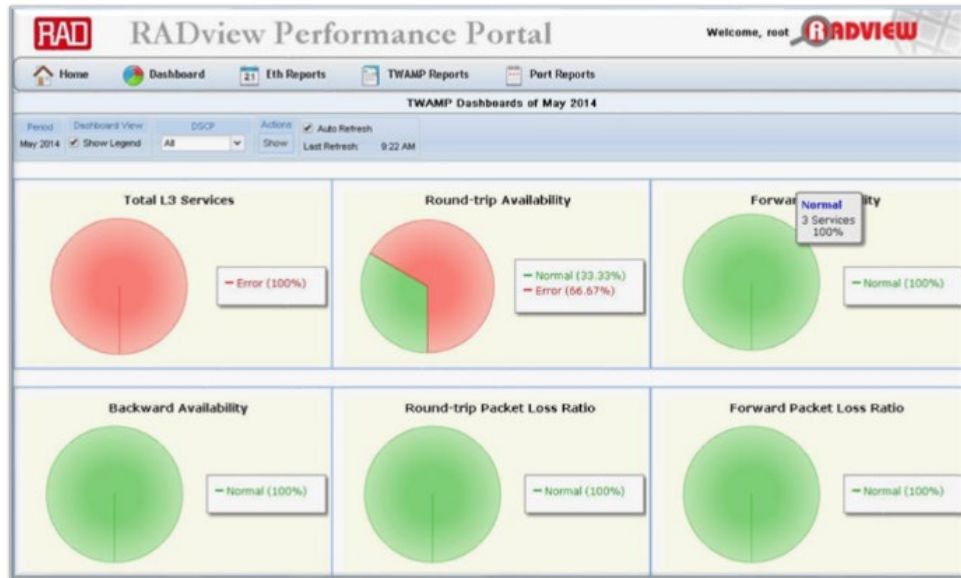 RAD
RADview Performance Portal
Welcome, root
RADVIEW
Home
Dashboard
21
Eth Reports
TWAMP Reports
Port Reports
TWAMP Dashboards of May 2014
Period
Dashboard View
DSCP
Actions
Auto Refresh
May 2014
Show Legend
All
Show
Last Refresh: 9:22 AM
Total L3 Services
Error (100%)
Round-trip Availability
Normal (33.33%)
Error (66.67%)
Forwar
ity
Normal
3 Services
100%
Normal (100%)
Backward Availability
Normal (100%)
Round-trip Packet Loss Ratio
Normal (100%)
Forward Packet Loss Ratio
Normal (100%)